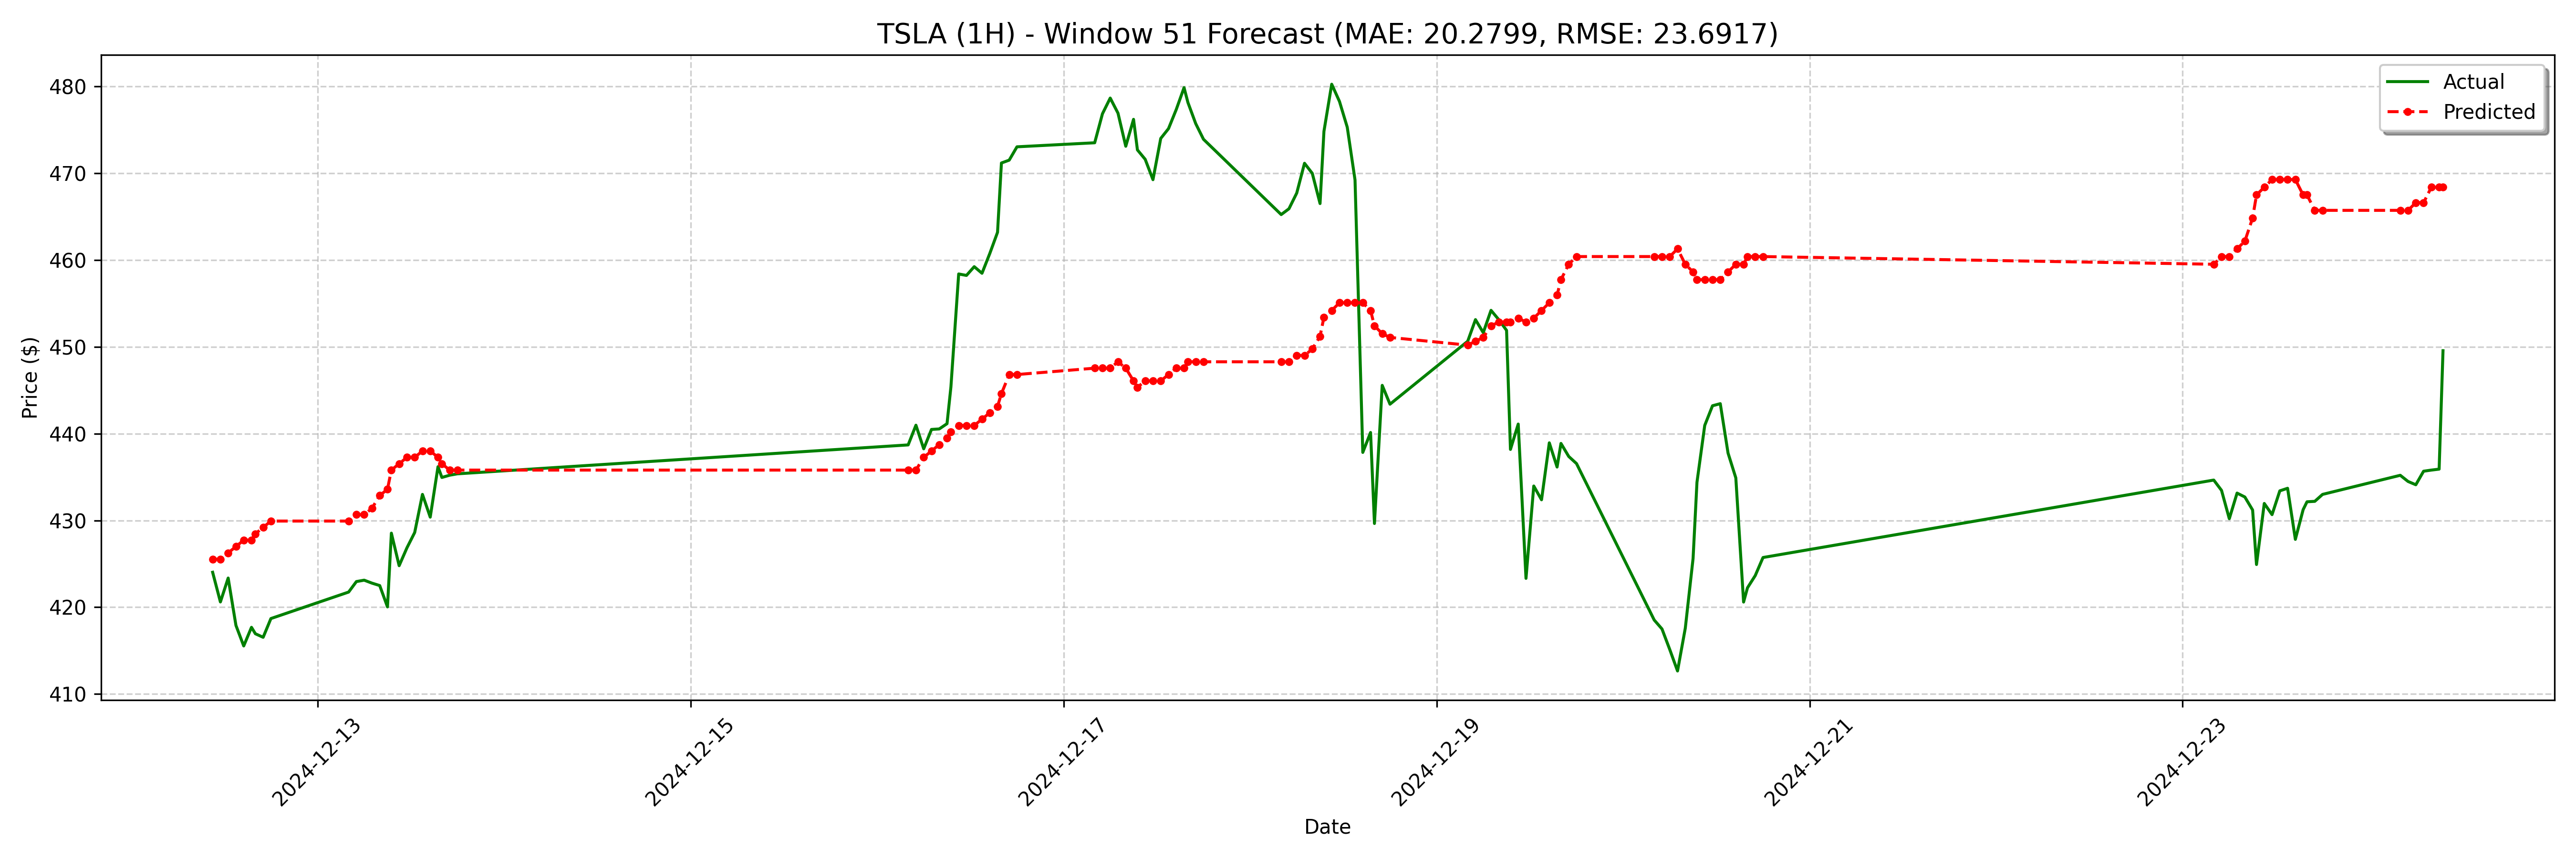 TSLA (1H) - Window 51 Forecast (MAE: 20.2799, RMSE: 23.6917)
Actual
Predicted
Price ($)
480
470
460
450
440
430
420
410
2024-12-13
2024-12-15
2024-12-17
2024-12-19
2024-12-21
2024-12-23
Date